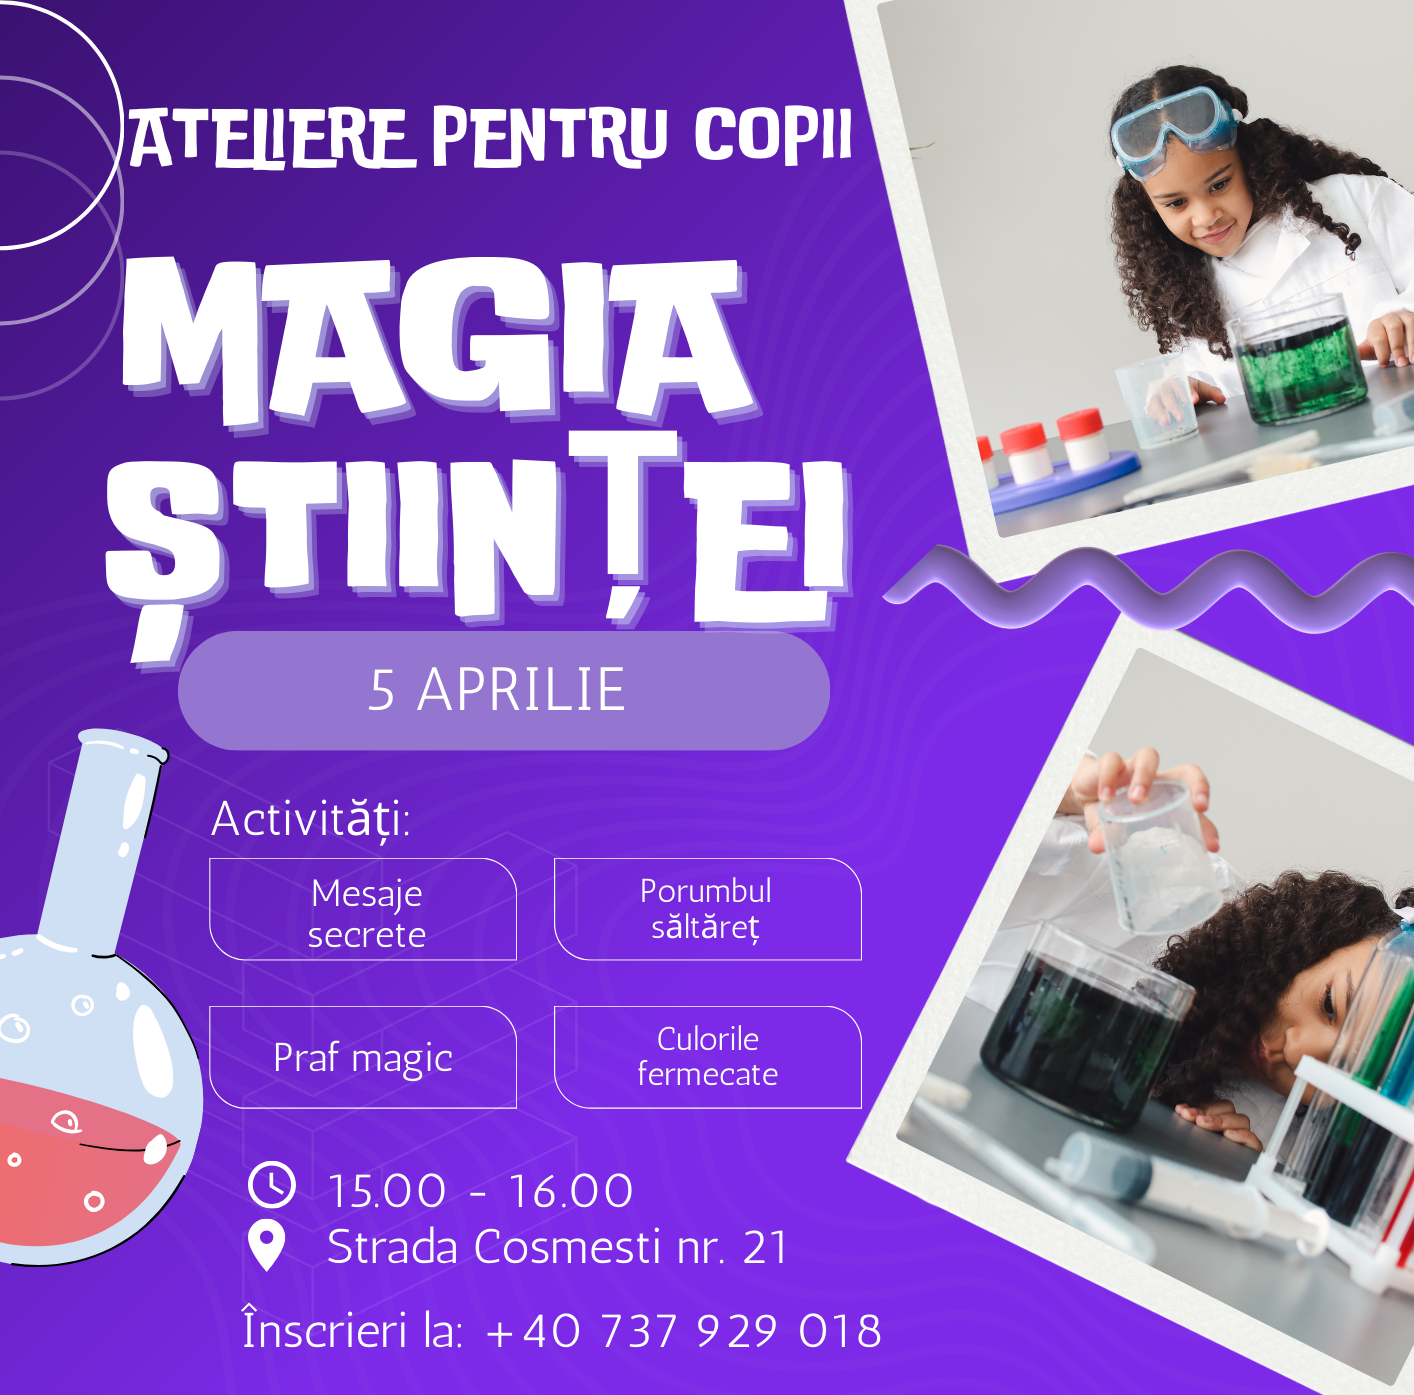 ATELIERE PENTRU COPII
MAGIA
ȘTIINȚEI
5 APRILIE
Activități:
Mesaje
secrete
Porumbul
săltăreț
Praf magic
Culorile
fermecate
15.00 - 16.00
Strada Cosmesti nr. 21
Înscrieri la: +40 737 929 018